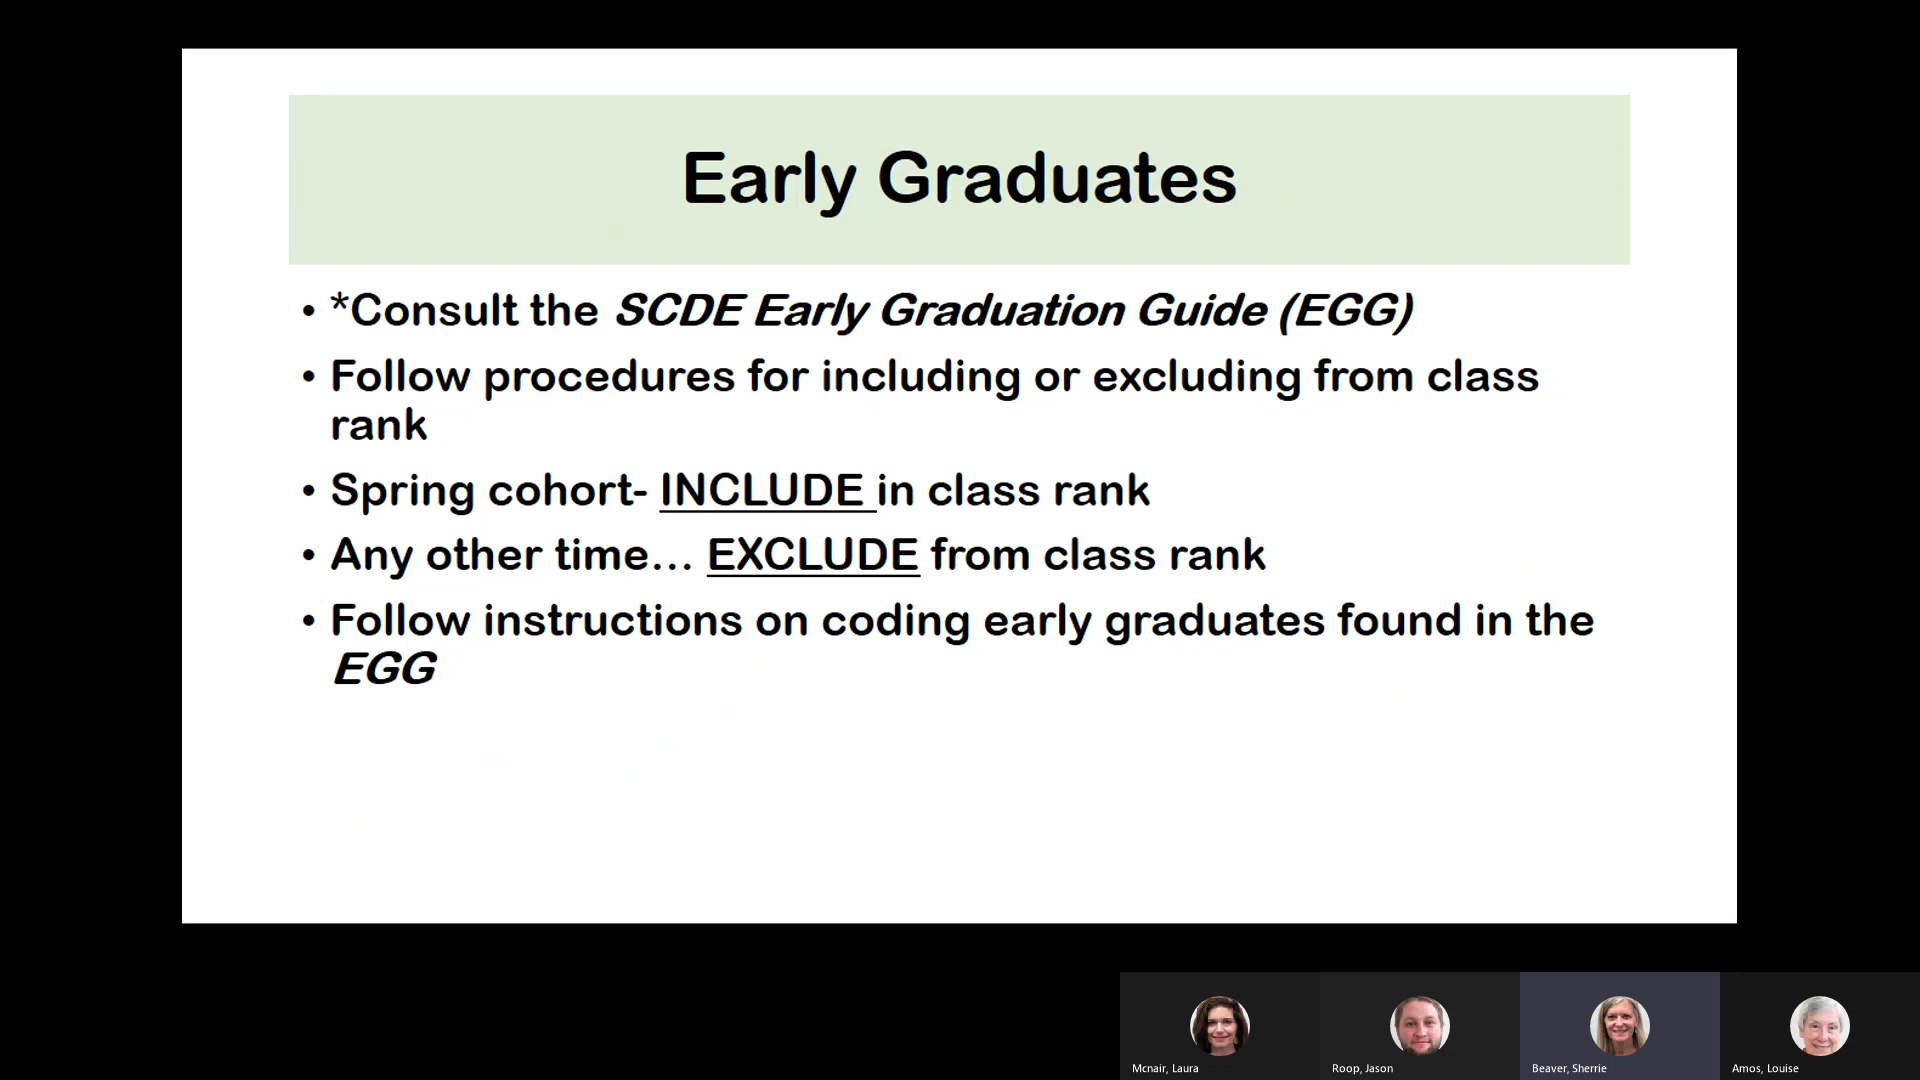 Early Graduates
• *Consult the SCDE Early Graduation Guide (EGG)
• Follow procedures for including or excluding from class
rank
• Spring cohort- INCLUDE in class rank
• Any other time... EXCLUDE from class rank
• Follow instructions on coding early graduates found in the
EGG
Mcnair, Laura
Roop, Jason
Beaver, Sherrie
Amos, Louise